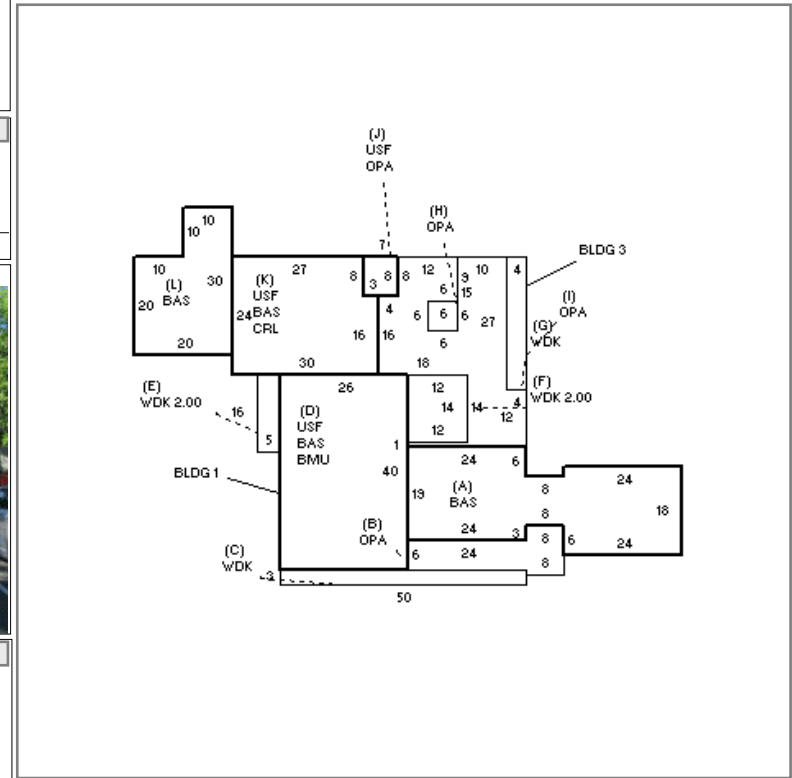 (J)
USF
OPA
(H)
OPA
BLDG 3
7
10
10
10
(L)
BAS
30
20
20
27
(K)
USF
BAS
CRL
24
8
3
8
8
12
9
10
4
6
15
4
6
6
6
27
(I)
OPA
(G)
WDK
16
16
6
30
18
(E)
WDK 2.00
16
5
26
12
14
14
4
12
(F)
WDK 2.00
12
(D)
USF
BAS
BMU
1
40
BLDG 1
24
6
8
24
19
(A)
BAS
18
8
24
3
8
6
24
(B)
OPA
6
24
8
(C)
WDK
3
50